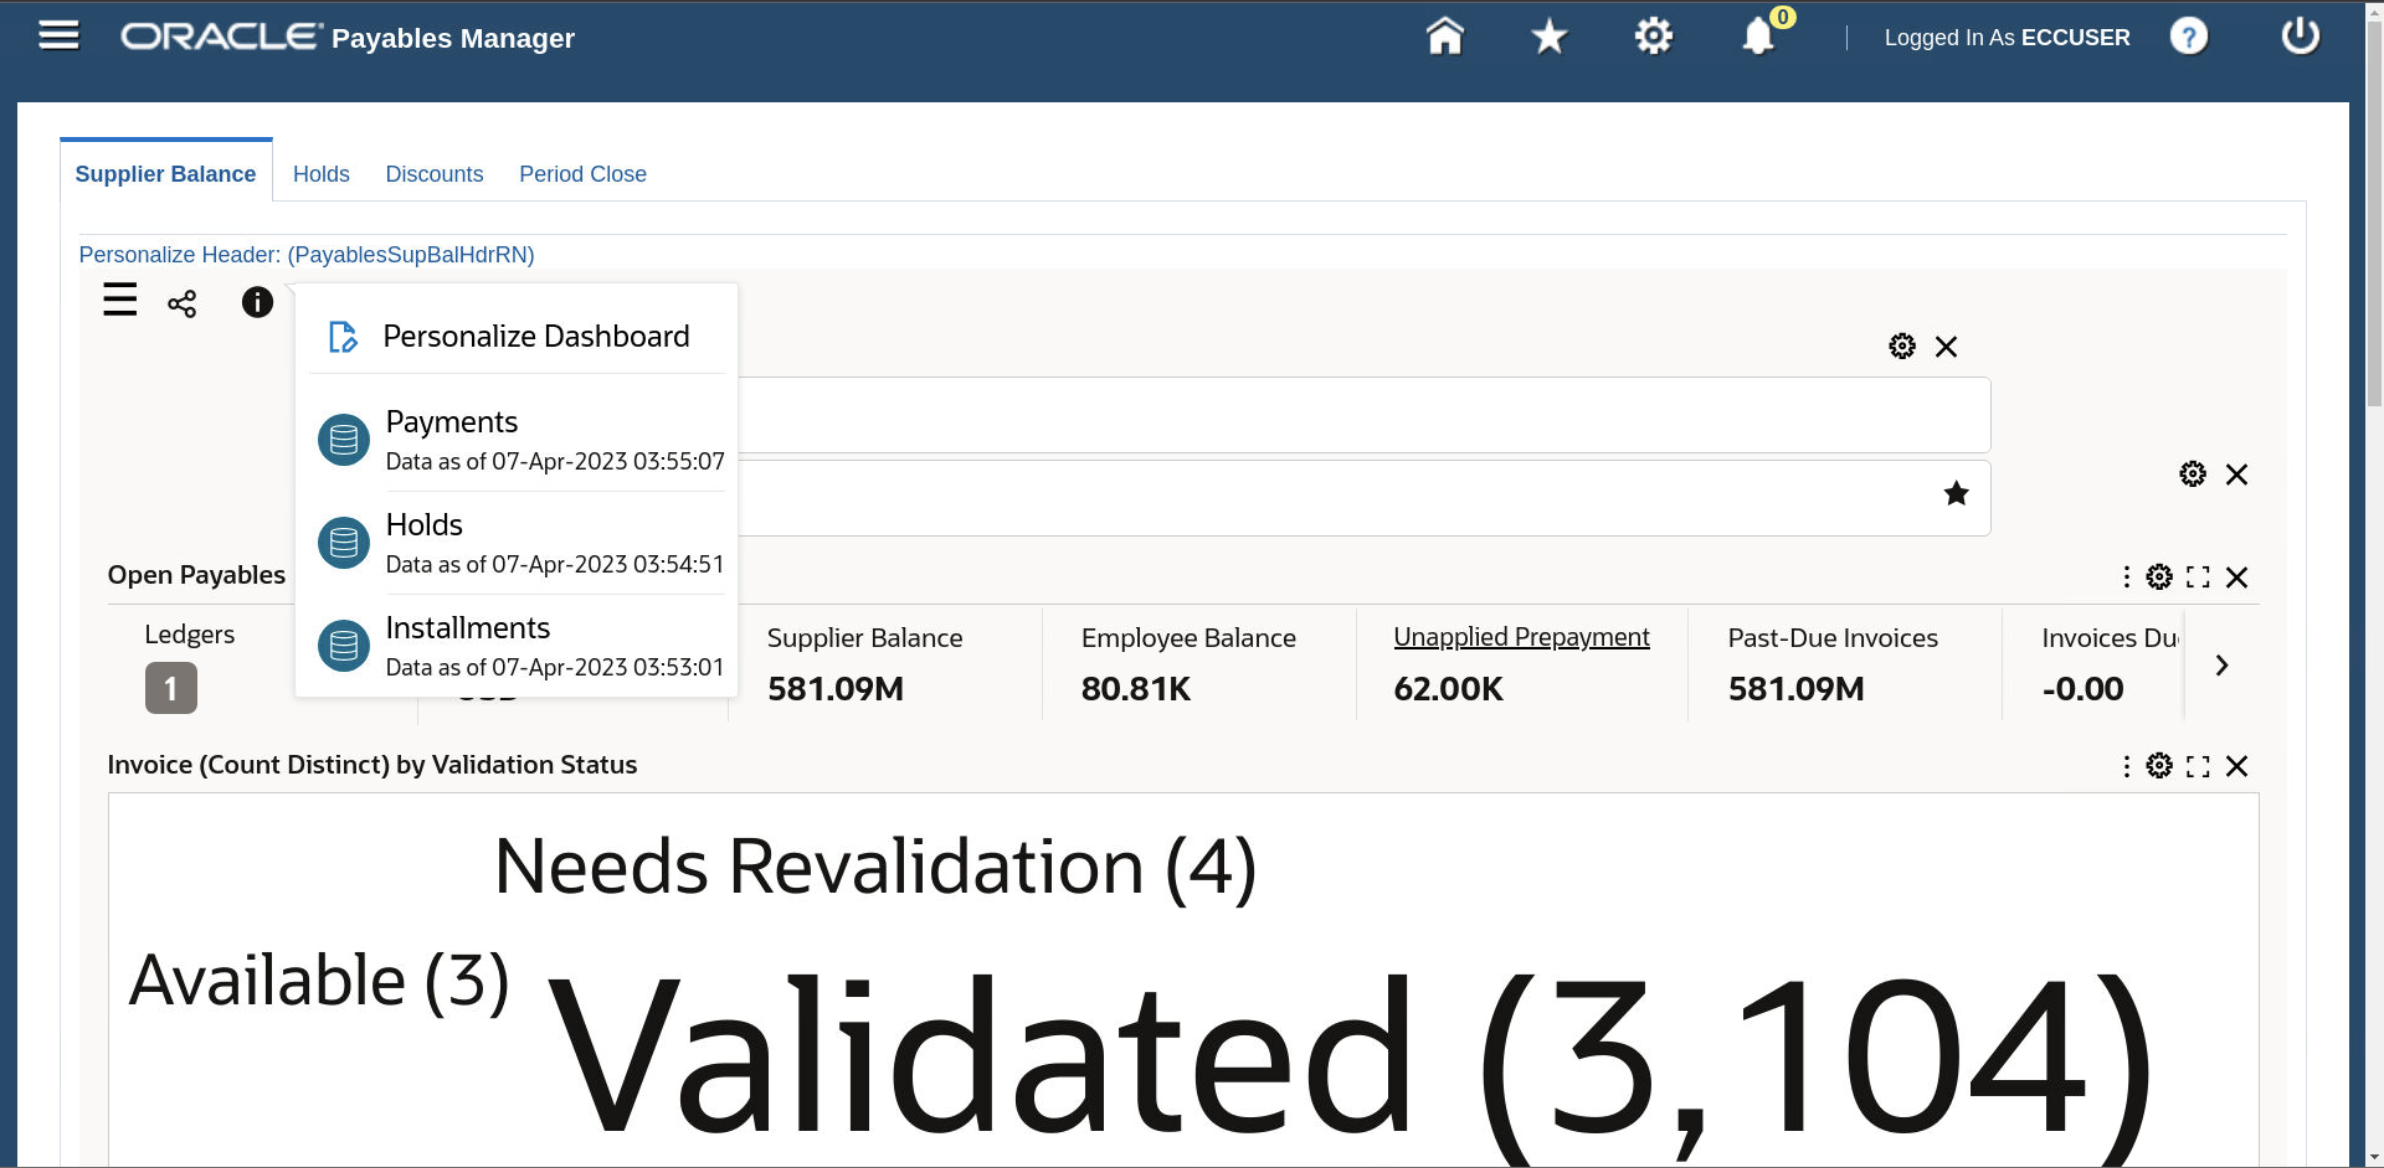 ORACLE Payables Manager
0
Logged In As ECCUSER
?
Supplier Balance
Holds
Discounts
Period Close
Personalize Header: (PayablesSupBalHdrRN)
Personalize Dashboard
Payments
Data as of 07-Apr-2023 03:55:07
Holds
Data as of 07-Apr-2023 03:54:51
Installments
Data as of 07-Apr-2023 03:53:01
Open Payables
Ledgers
1
Supplier Balance
581.09M
Employee Balance
80.81K
Unapplied Prepayment
62.00K
Past-Due Invoices
581.09M
Invoices Du
-0.00
Invoice (Count Distinct) by Validation Status
Needs Revalidation (4)
Available (3)
Validated (3,104)